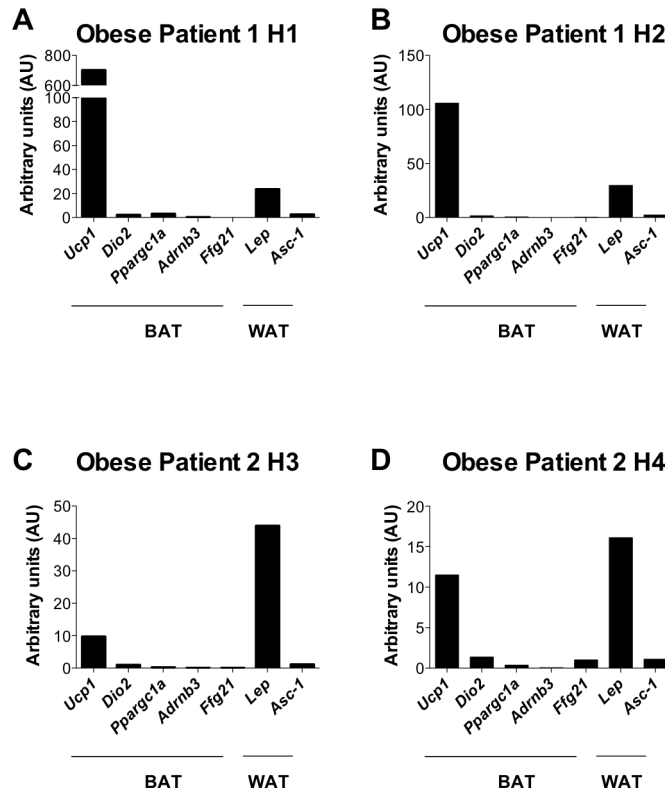 A
Obese Patient 1 H1
Arbitrary units (AU)
800
600
100
80
60
40
20
0
Ucp1
Dio2
Ppargc1a
Adrnb3
Ffg21
Lep
Asc-1
BAT
WAT
B
Obese Patient 1 H2
Arbitrary units (AU)
150
100
50
0
Ucp1
Dio2
Ppargc1a
Adrnb3
Ffg21
Lep
Asc-1
BAT
WAT
C
Obese Patient 2 H3
Arbitrary units (AU)
50
40
30
20
10
0
Ucp1
Dio2
Ppargc1a
Adrnb3
Ffg21
Lep
Asc-1
BAT
WAT
D
Obese Patient 2 H4
Arbitrary units (AU)
20
15
10
5
0
Ucp1
Dio2
Ppargc1a
Adrnb3
Ffg21
Lep
Asc-1
BAT
WAT